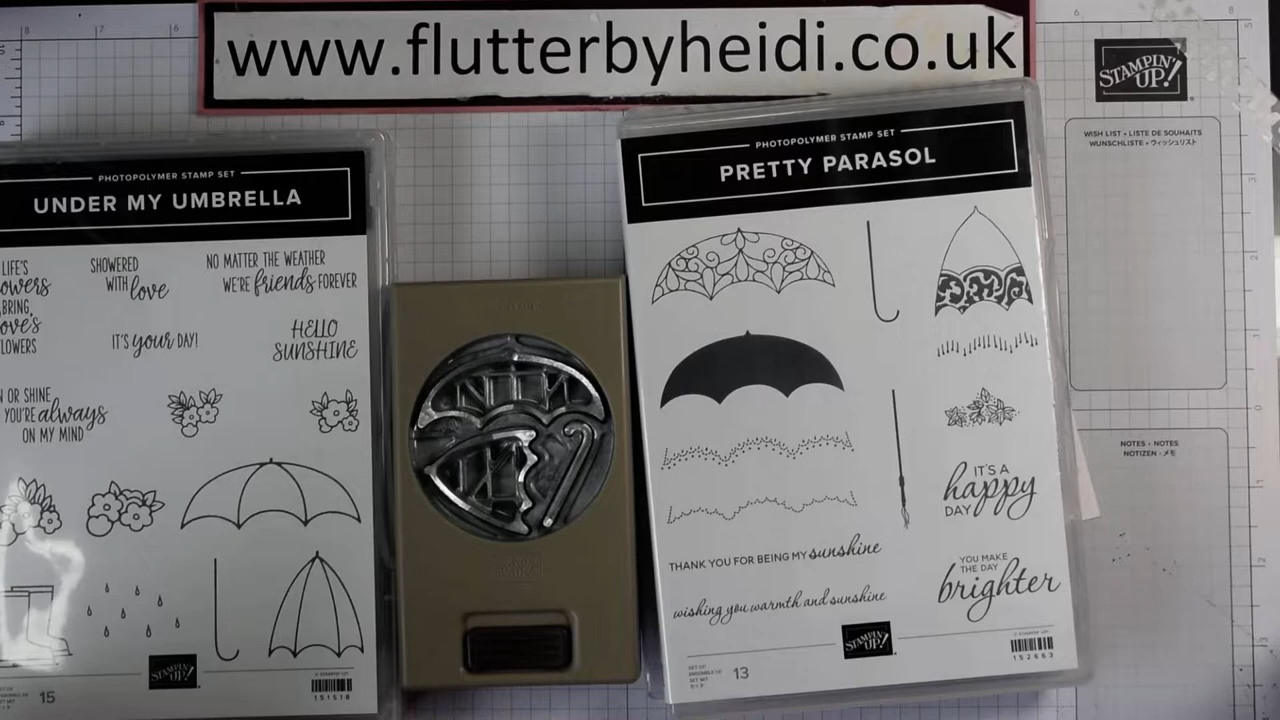 www.flutterbyheidi.co.uk
STAMPIN' UP!
WISH LIST • LISTE DE SOUHAITS
WUNSCHLISTE • ウィッシュリスト
NOTES • NOTES
NOTIZEN • メモ
PHOTOPOLYMER STAMP SET
UNDER MY UMBRELLA
LIFE'S
BRING,
SHOWERED
WITH love
NO MATTER THE WEATHER
WE'RE friends FOREVER
IT'S your DAY!
HELLO
SUNSHINE
OR SHINE
YOU'RE always
ON MY MIND
STAMPIN' UP!
15
151518
PHOTOPOLYMER STAMP SET
PRETTY PARASOL
IT'S A
happy
DAY
THANK YOU FOR BEING MY sunshine
YOU MAKE
THE DAY
brighter
wishing you warmth and sunshine
STAMPIN' UP!
13
152663